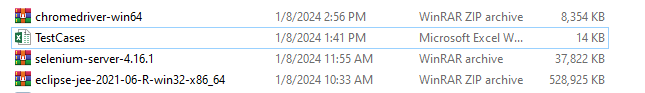 chromedriver-win64 1/8/2024 2:56 PM WinRAR ZIP archive 8,354 KB
TestCases 1/8/2024 1:41 PM Microsoft Excel W... 14 KB
selenium-server-4.16.1 1/8/2024 11:55 AM WinRAR archive 37,822 KB
eclipse-jee-2021-06-R-win32-x86_64 1/8/2024 10:33 AM WinRAR ZIP archive 528,925 KB